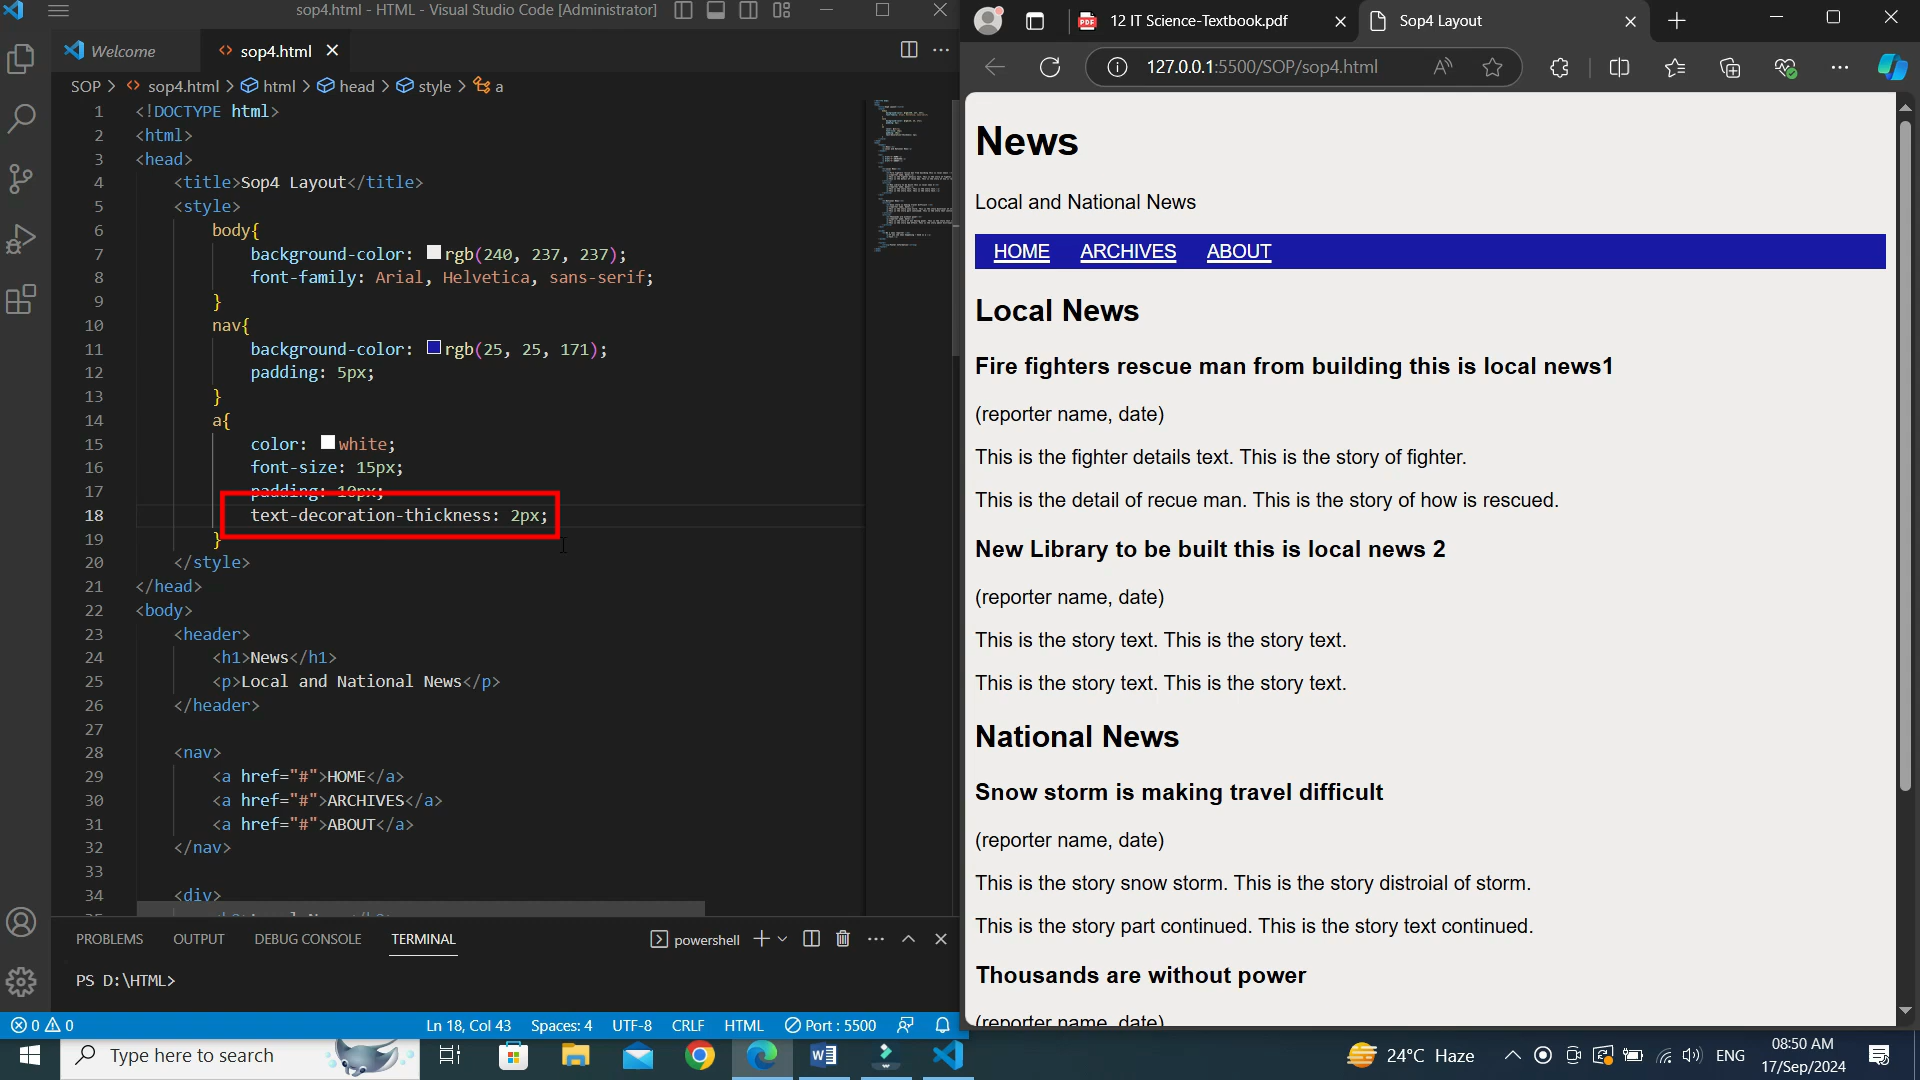 sop4.html - HTML - Visual Studio Code [Administrator]
Welcome
sop4.html
SOP > sop4.html > html > head > style > a
1 <!DOCTYPE html>
2 <html>
3 <head>
4 <title>Sop4 Layout</title>
5 <style>
6 body{
7 background-color: rgb(240, 237, 237);
8 font-family: Arial, Helvetica, sans-serif;
9 }
10 nav{
11 background-color: rgb(25, 25, 171);
12 padding: 5px;
13 }
14 a{
15 color: white;
16 font-size: 15px;
17 padding: 10px;
18 text-decoration-thickness: 2px;
19 }
20 </style>
21 </head>
22 <body>
23 <header>
24 <h1>News</h1>
25 <p>Local and National News</p>
26 </header>
27
28 <nav>
29 <a href="#">HOME</a>
30 <a href="#">ARCHIVES</a>
31 <a href="#">ABOUT</a>
32 </nav>
33
34 <div>
PROBLEMS OUTPUT DEBUG CONSOLE TERMINAL powershell
PS D:\HTML>
0 0 Ln 18, Col 43 Spaces: 4 UTF-8 CRLF HTML Port : 5500
12 IT Science-Textbook.pdf
Sop4 Layout
127.0.0.1:5500/SOP/sop4.html
News
Local and National News
HOME ARCHIVES ABOUT
Local News
Fire fighters rescue man from building this is local news1
(reporter name, date)
This is the fighter details text. This is the story of fighter.
This is the detail of recue man. This is the story of how is rescued.
New Library to be built this is local news 2
(reporter name, date)
This is the story text. This is the story text.
This is the story text. This is the story text.
National News
Snow storm is making travel difficult
(reporter name, date)
This is the story snow storm. This is the story distroial of storm.
This is the story part continued. This is the story text continued.
Thousands are without power
(reporter name, date)
Type here to search
24°C Haze
ENG
08:50 AM
17/Sep/2024